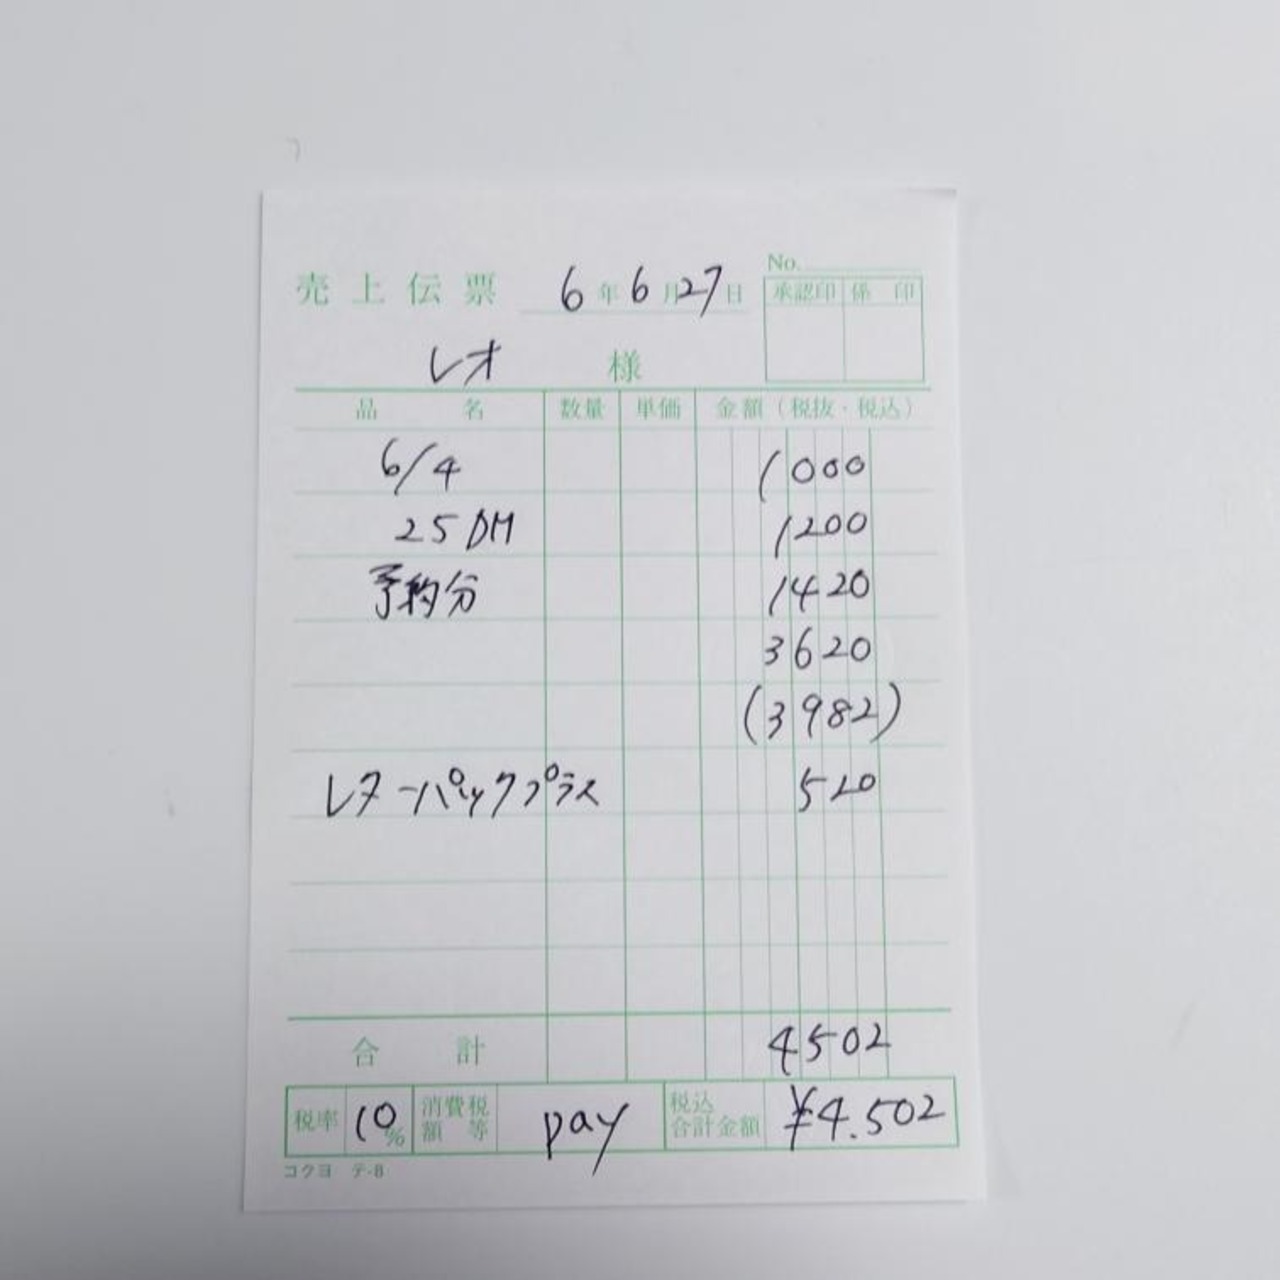 No.
売上伝票 6年6月27日
承認印 係印
レオ 様
品名 数量 単価 金額(税抜・税込)
6/4 1000
25DM 1200
予約分 1420
3620
(3982)
レターパックプラス 520
合計 4502
税率 10% 消費税額等 pay 税込合計金額 ¥4.502
コクヨ テ-8